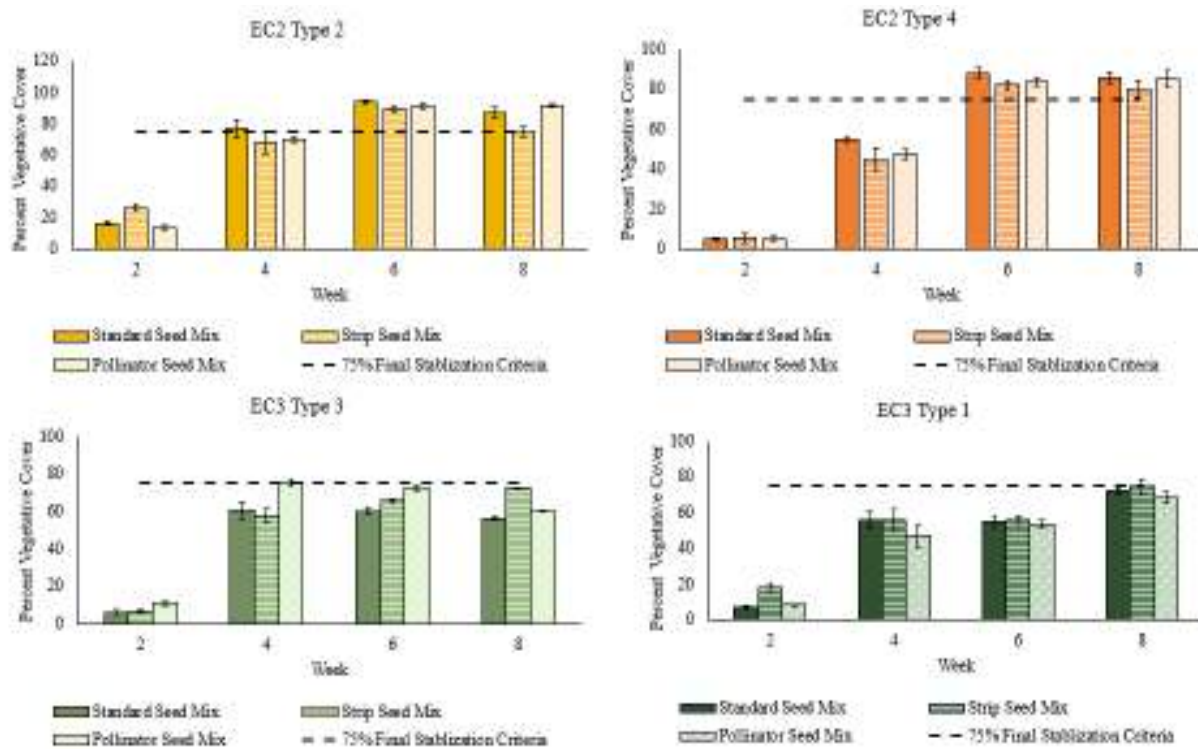 EC2 Type 2
Percent Vegetative Cover
120
100
80
60
40
20
0
2 4 6 8
Week
Standard Seed Mix Strip Seed Mix
Pollinator Seed Mix 75% Final Stablization Criteria
EC2 Type 4
Percent Vegetative Cover
100
80
60
40
20
0
2 4 6 8
Week
Standard Seed Mix Strip Seed Mix
Pollinator Seed Mix 75% Final Stablization Criteria
EC3 Type 3
Percent Vegetative Cover
100
80
60
40
20
0
2 4 6 8
Week
Standard Seed Mix Strip Seed Mix
Pollinator Seed Mix 75% Final Stablization Criteria
EC3 Type 1
Percent Vegetative Cover
100
80
60
40
20
0
2 4 6 8
Week
Standard Seed Mix Strip Seed Mix
Pollinator Seed Mix 75% Final Stablization Criteria